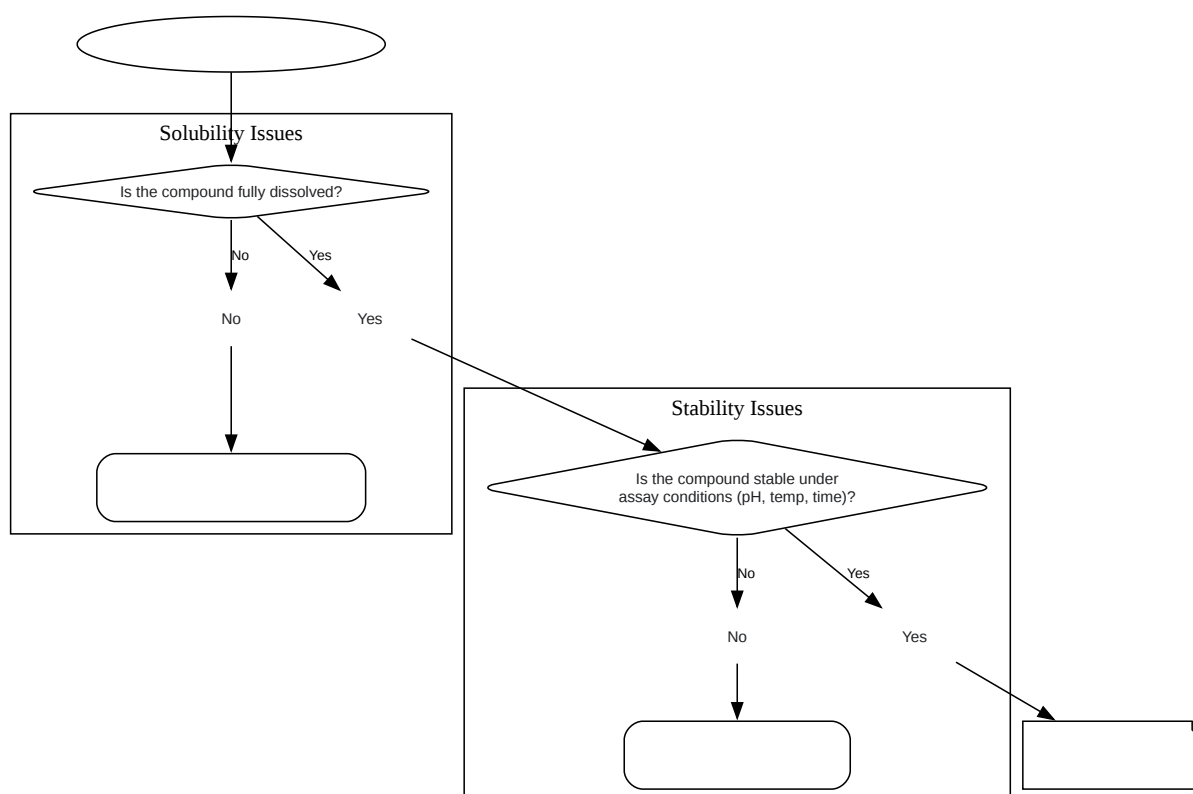 Solubility Issues
Is the compound fully dissolved?
No
Yes
No
Yes
Stability Issues
Is the compound stable under
assay conditions (pH, temp, time)?
No
Yes
No
Yes